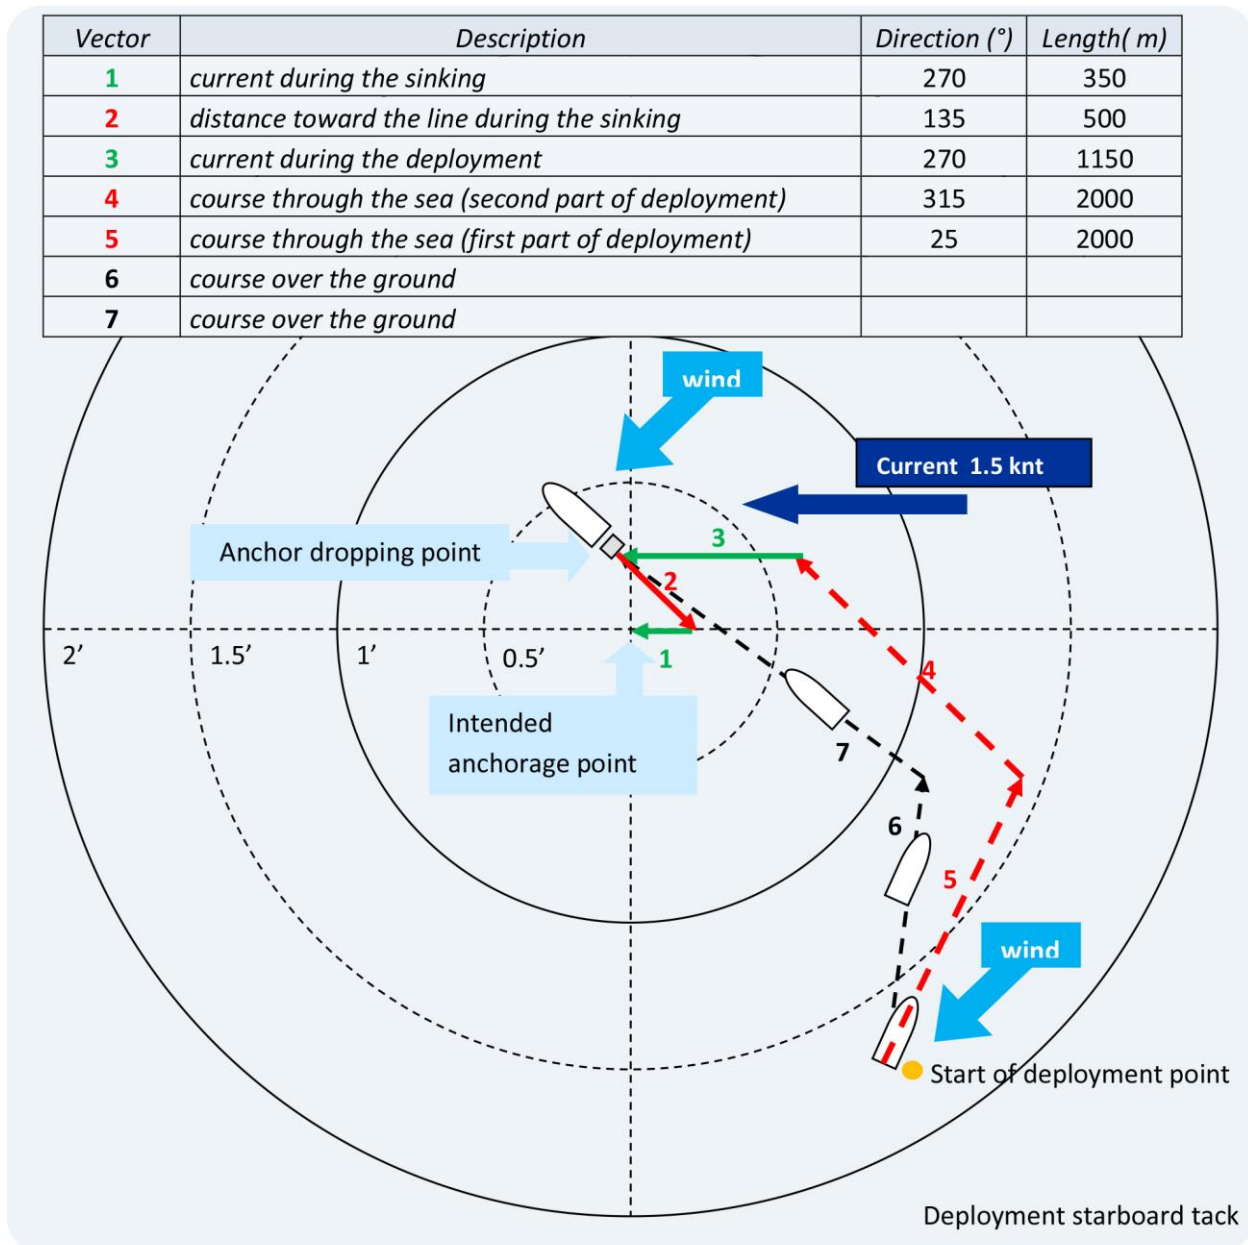 Vector Description Direction (°) Length( m)
1 current during the sinking 270 350
2 distance toward the line during the sinking 135 500
3 current during the deployment 270 1150
4 course through the sea (second part of deployment) 315 2000
5 course through the sea (first part of deployment) 25 2000
6 course over the ground
7 course over the ground
wind
Current 1.5 knt
3
Anchor dropping point
2
2’ 1.5’ 1’ 0.5’ 1
4
Intended
anchorage point
7
6
5
wind
Start of deployment point
Deployment starboard tack